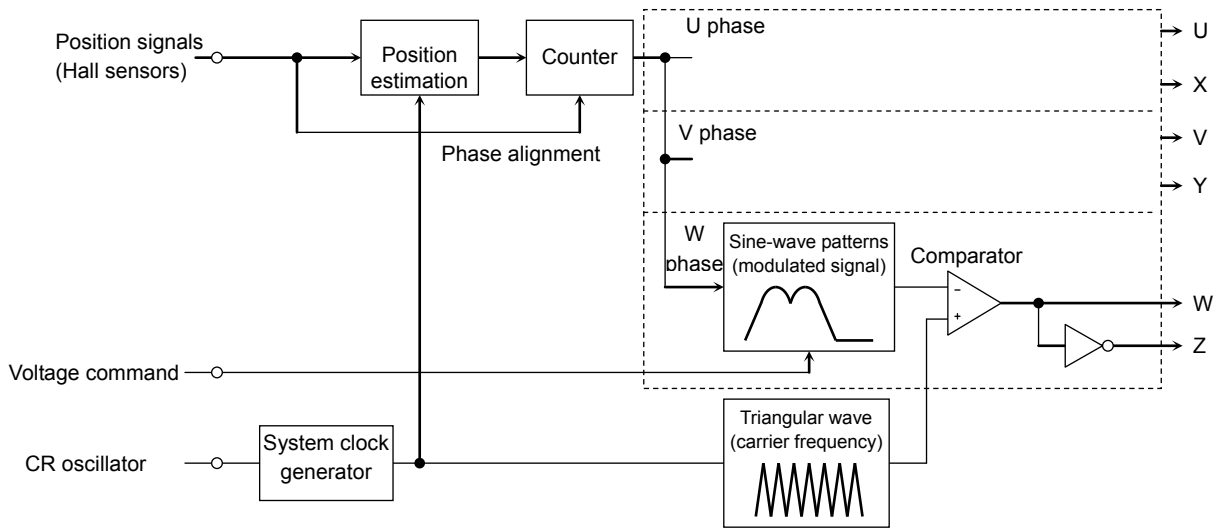 Position signals
(Hall sensors)
Position
estimation
Counter
Phase alignment
U phase
V phase
W
phase
Sine-wave patterns
(modulated signal)
Comparator
−
+
U
X
V
Y
W
Z
Voltage command
CR oscillator
System clock
generator
Triangular wave
(carrier frequency)